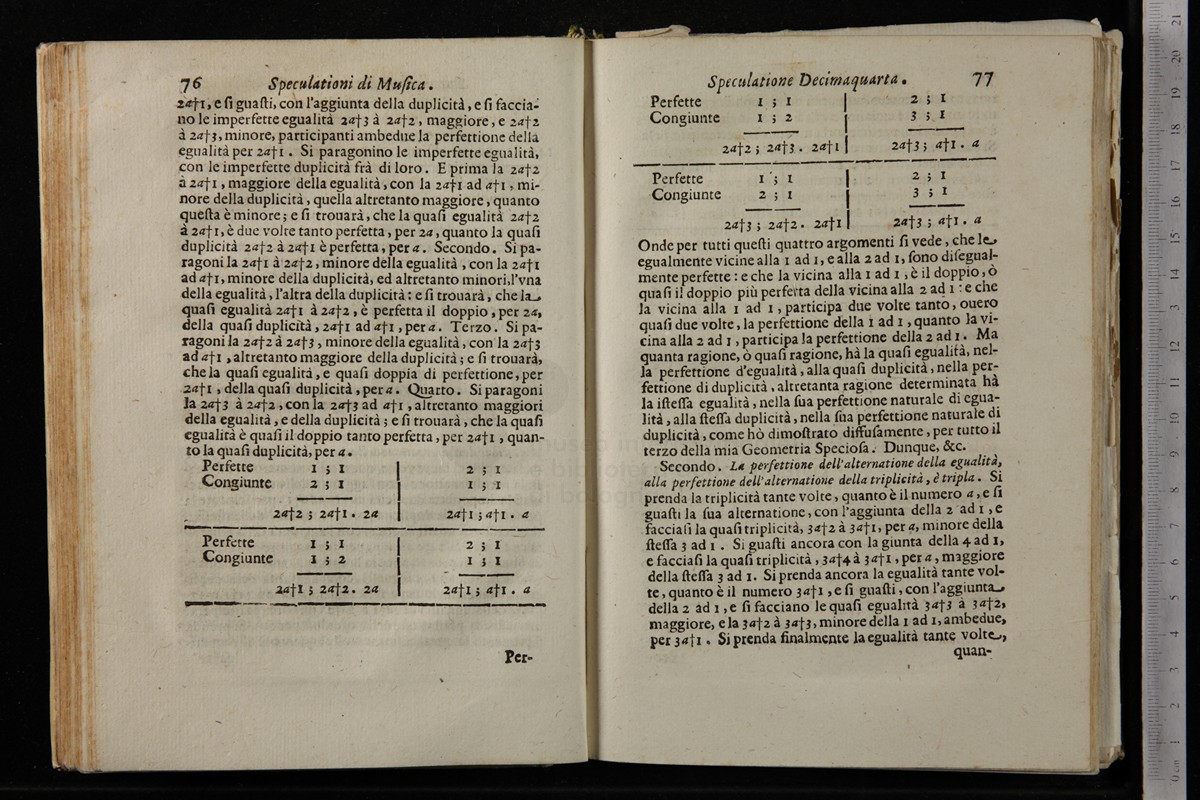 76 Speculationi di Musica.
2a†1, e si guasti, con l'aggiunta della duplicità, e si faccia-
no le imperfette egualità 2a†3 à 2a†2, maggiore, e 2a†2
à 2a†3, minore, participanti ambedue la perfettione della
egualità per 2a†1. Si paragonino le imperfette egualità,
con le imperfette duplicità frà di loro. E prima la 2a†2
à 2a†1, maggiore della egualità, con la 2a†1 ad a†1, mi-
nore della duplicità, quella altretanto maggiore, quanto
questa è minore; e si trouarà, che la quasi egualità 2a†2
à 2a†1, è due volte tanto perfetta, per 2a, quanto la quasi
duplicità 2a†2 à 2a†1 è perfetta, per a. Secondo. Si pa-
ragoni la 2a†1 à 2a†2, minore della egualità, con la 2a†1
ad a†1, minore della duplicità, ed altretanto minori, l'vna
della egualità, l'altra della duplicità: e si trouarà, che la
quasi egualità 2a†1 à 2a†2, è perfetta il doppio, per 2a,
della quasi duplicità, 2a†1 ad a†1, per a. Terzo. Si pa-
ragoni la 2a†2 à 2a†3, minore della egualità, con la 2a†3
ad a†1, altretanto maggiore della duplicità; e si trouarà,
che la quasi egualità, e quasi doppia di perfettione, per
2a†1, della quasi duplicità, per a. Quarto. Si paragoni
la 2a†3 à 2a†2, con la 2a†3 ad a†1, altretanto maggiori
della egualità, e della duplicità; e si trouarà, che la quasi
egualità è quasi il doppio tanto perfetta, per 2a†1, quan-
to la quasi duplicità, per a.
Perfette 1 ; 1 | 2 ; 1
Congiunte 2 ; 1 | 1 ; 1
2a†2 ; 2a†1. 2a | 2a†1 ; a†1. a
Perfette 1 ; 1 | 2 ; 1
Congiunte 1 ; 2 | 1 ; 1
2a†1 ; 2a†2. 2a | 2a†1 ; a†1. a
Per-
Speculatione Decimaquarta. 77
Perfette 1 ; 1 | 2 ; 1
Congiunte 1 ; 2 | 3 ; 1
2a†2 ; 2a†3. 2a†1 | 2a†3 ; a†1. a
Perfette 1 ; 1 | 2 ; 1
Congiunte 2 ; 1 | 3 ; 1
2a†3 ; 2a†2. 2a†1 | 2a†3 ; a†1. a
Onde per tutti questi quattro argomenti si vede, che le
egualmente vicine alla 1 ad 1, e alla 2 ad 1, sono disegual-
mente perfette: e che la vicina alla 1 ad 1, è il doppio, ò
quasi il doppio più perfetta della vicina alla 2 ad 1: e che
la vicina alla 1 ad 1, participa due volte tanto, ouero
quasi due volte, la perfettione della 1 ad 1, quanto la vi-
cina alla 2 ad 1, participa la perfettione della 2 ad 1. Ma
quanta ragione, ò quasi ragione, hà la quasi egualità, nel-
la perfettione d'egualità, alla quasi duplicità, nella per-
fettione di duplicità, altretanta ragione determinata hà
la istessa egualità, nella sua perfettione naturale di egua-
lità, alla stessa duplicità, nella sua perfettione naturale di
duplicità, come hò dimostrato diffusamente, per tutto il
terzo della mia Geometria Speciosa. Dunque, &c.
Secondo. La perfettione dell'alternatione della egualità,
alla perfettione dell'alternatione della triplicità, è tripla. Si
prenda la triplicità tante volte, quanto è il numero a, e si
guasti la sua alternatione, con l'aggiunta della 2 ad 1, e
facciasi la quasi triplicità, 3a†2 à 3a†1, per a, minore della
stessa 3 ad 1. Si guasti ancora con la giunta della 4 ad 1,
e facciasi la quasi triplicità, 3a†4 à 3a†1, per a, maggiore
della stessa 3 ad 1. Si prenda ancora la egualità tante vol-
te, quanto è il numero 3a†1, e si guasti, con l'aggiunta
della 2 ad 1, e si facciano le quasi egualità 3a†3 à 3a†2,
maggiore, e la 3a†2 à 3a†3, minore della 1 ad 1, ambedue,
per 3a†1. Si prenda finalmente la egualità tante volte,
quan-